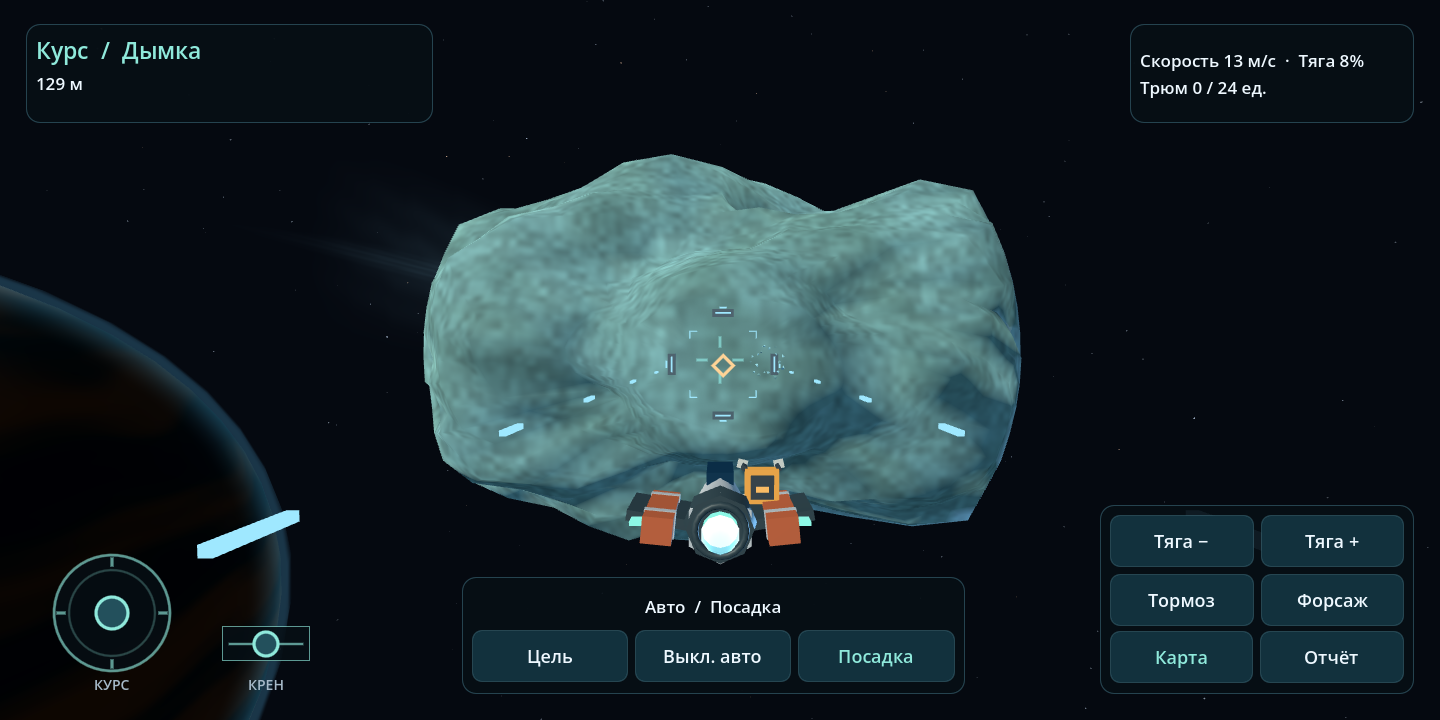 Курс / Дымка
129 м
Скорость 13 м/с · Тяга 8%
Трюм 0 / 24 ед.
Авто / Посадка
Цель
Выкл. авто
Посадка
Тяга −
Тяга +
Тормоз
Форсаж
Карта
Отчёт
КУРС
КРЕН